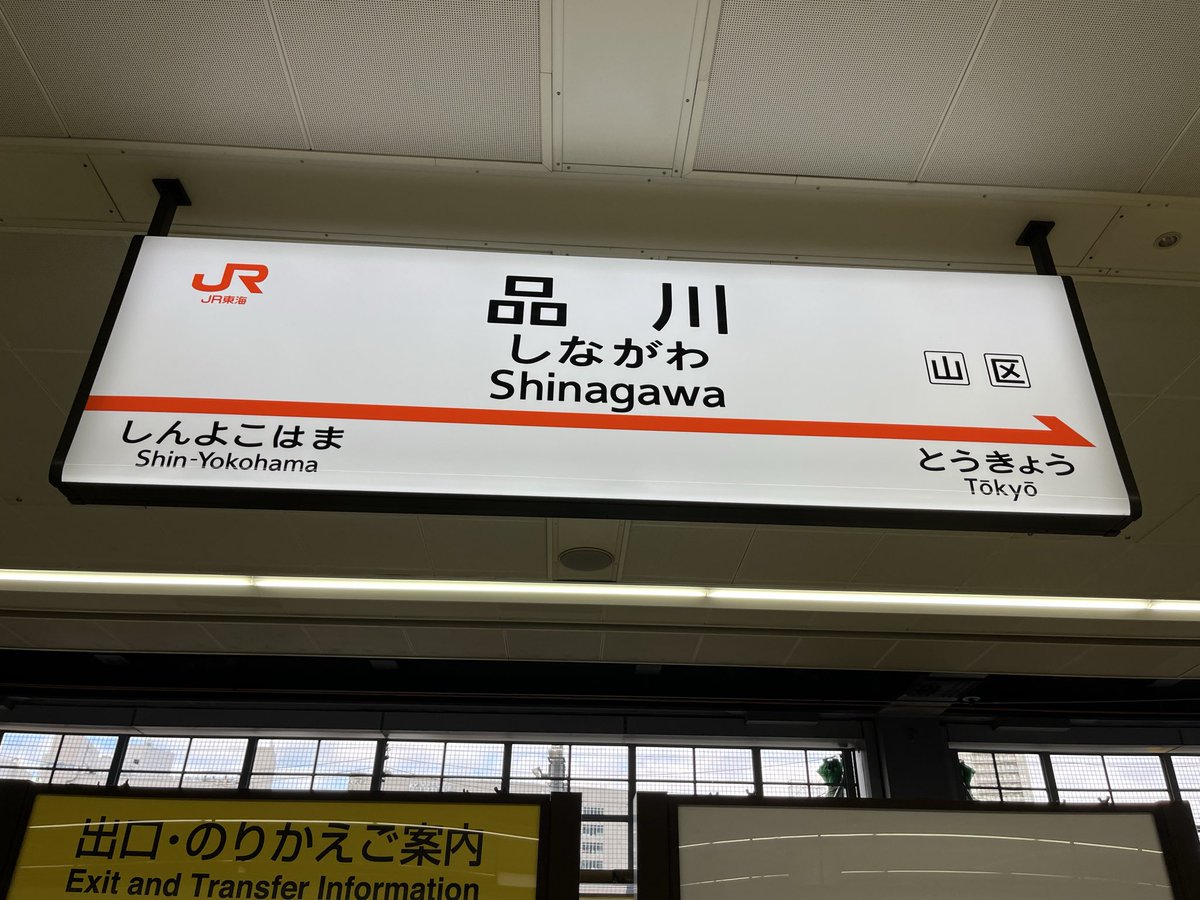 JR
JR東海
品川
しながわ
Shinagawa
山 区
しんよこはま
Shin-Yokohama
とうきょう
Tōkyō
出口・のりかえご案内
Exit and Transfer Information